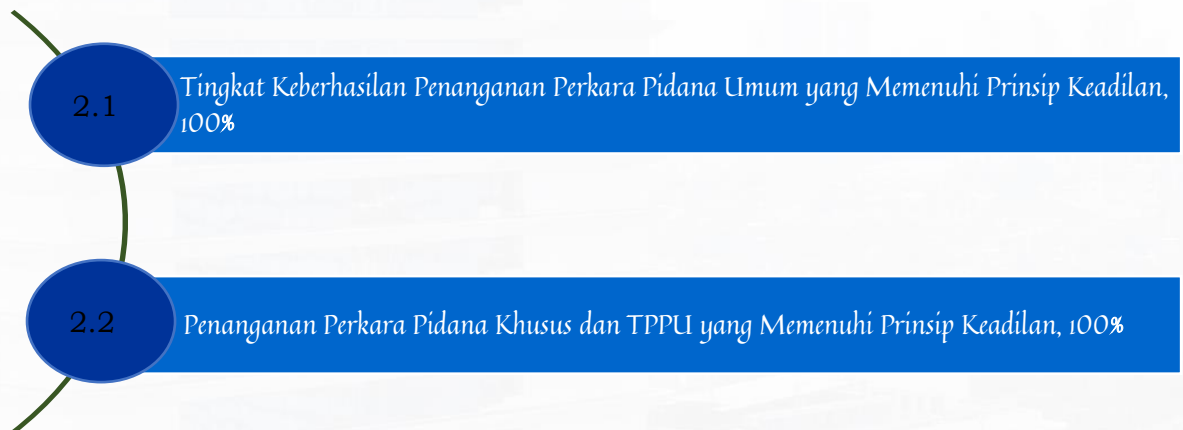 2.1
Tingkat Keberhasilan Penanganan Perkara Pidana Umum yang Memenuhi Prinsip Keadilan,
100%
2.2
Penanganan Perkara Pidana Khusus dan TPPU yang Memenuhi Prinsip Keadilan, 100%